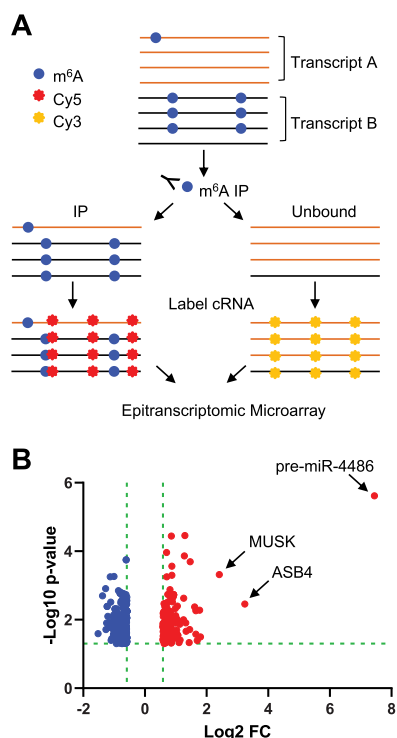 A
m⁶A
Cy5
Cy3
Transcript A
Transcript B
m⁶A IP
IP
Unbound
Label cRNA
Epitranscriptomic Microarray
B
pre-miR-4486
MUSK
ASB4
-Log10 p-value
6
4
2
0
-2 0 2 4 6 8
Log2 FC